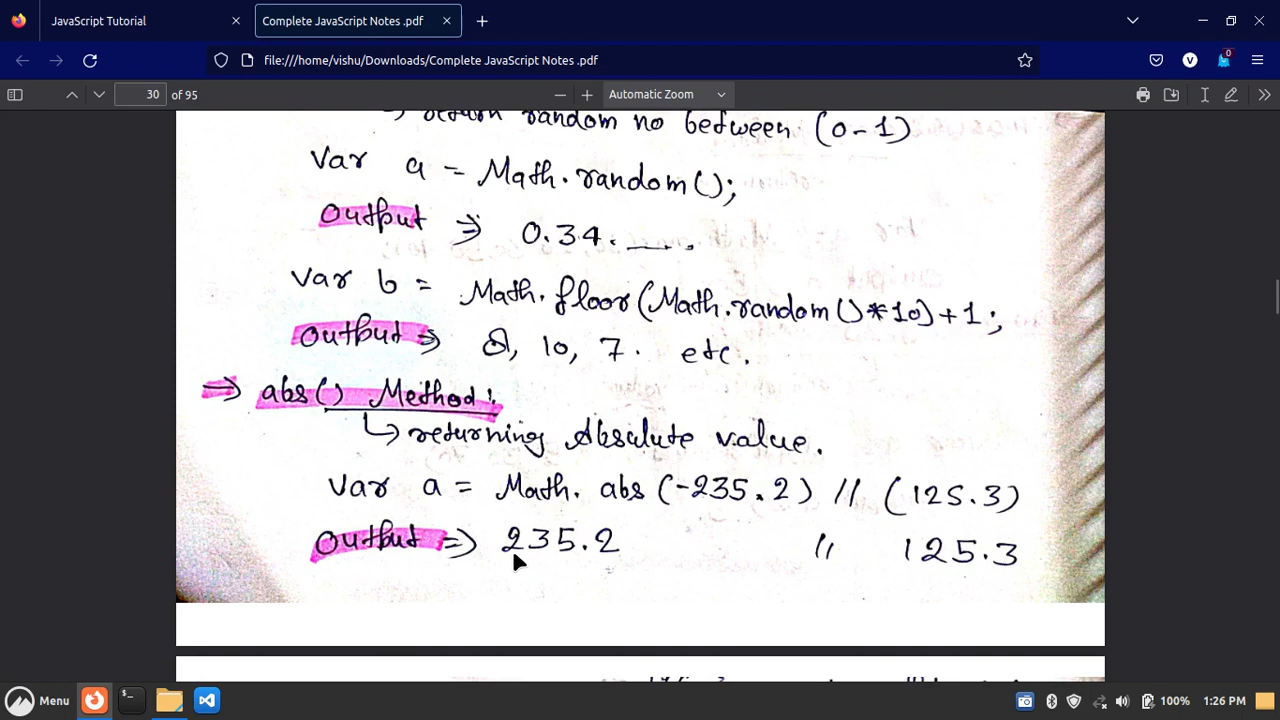 JavaScript Tutorial
Complete JavaScript Notes .pdf
file:///home/vishu/Downloads/Complete JavaScript Notes .pdf
V
0
30 of 95
Automatic Zoom
return random no between (0-1)
Var a = Math.random();
Output ⇒ 0.34.__.
Var b = Math.floor(Math.random()*10)+1;
Output ⇒ 8, 10, 7. etc.
⇒ abs() Method:
↳ returning Absolute value.
Var a = Math. abs (-235.2) // (125.3)
Output ⇒ 235.2 // 125.3
Menu
100%
1:26 PM